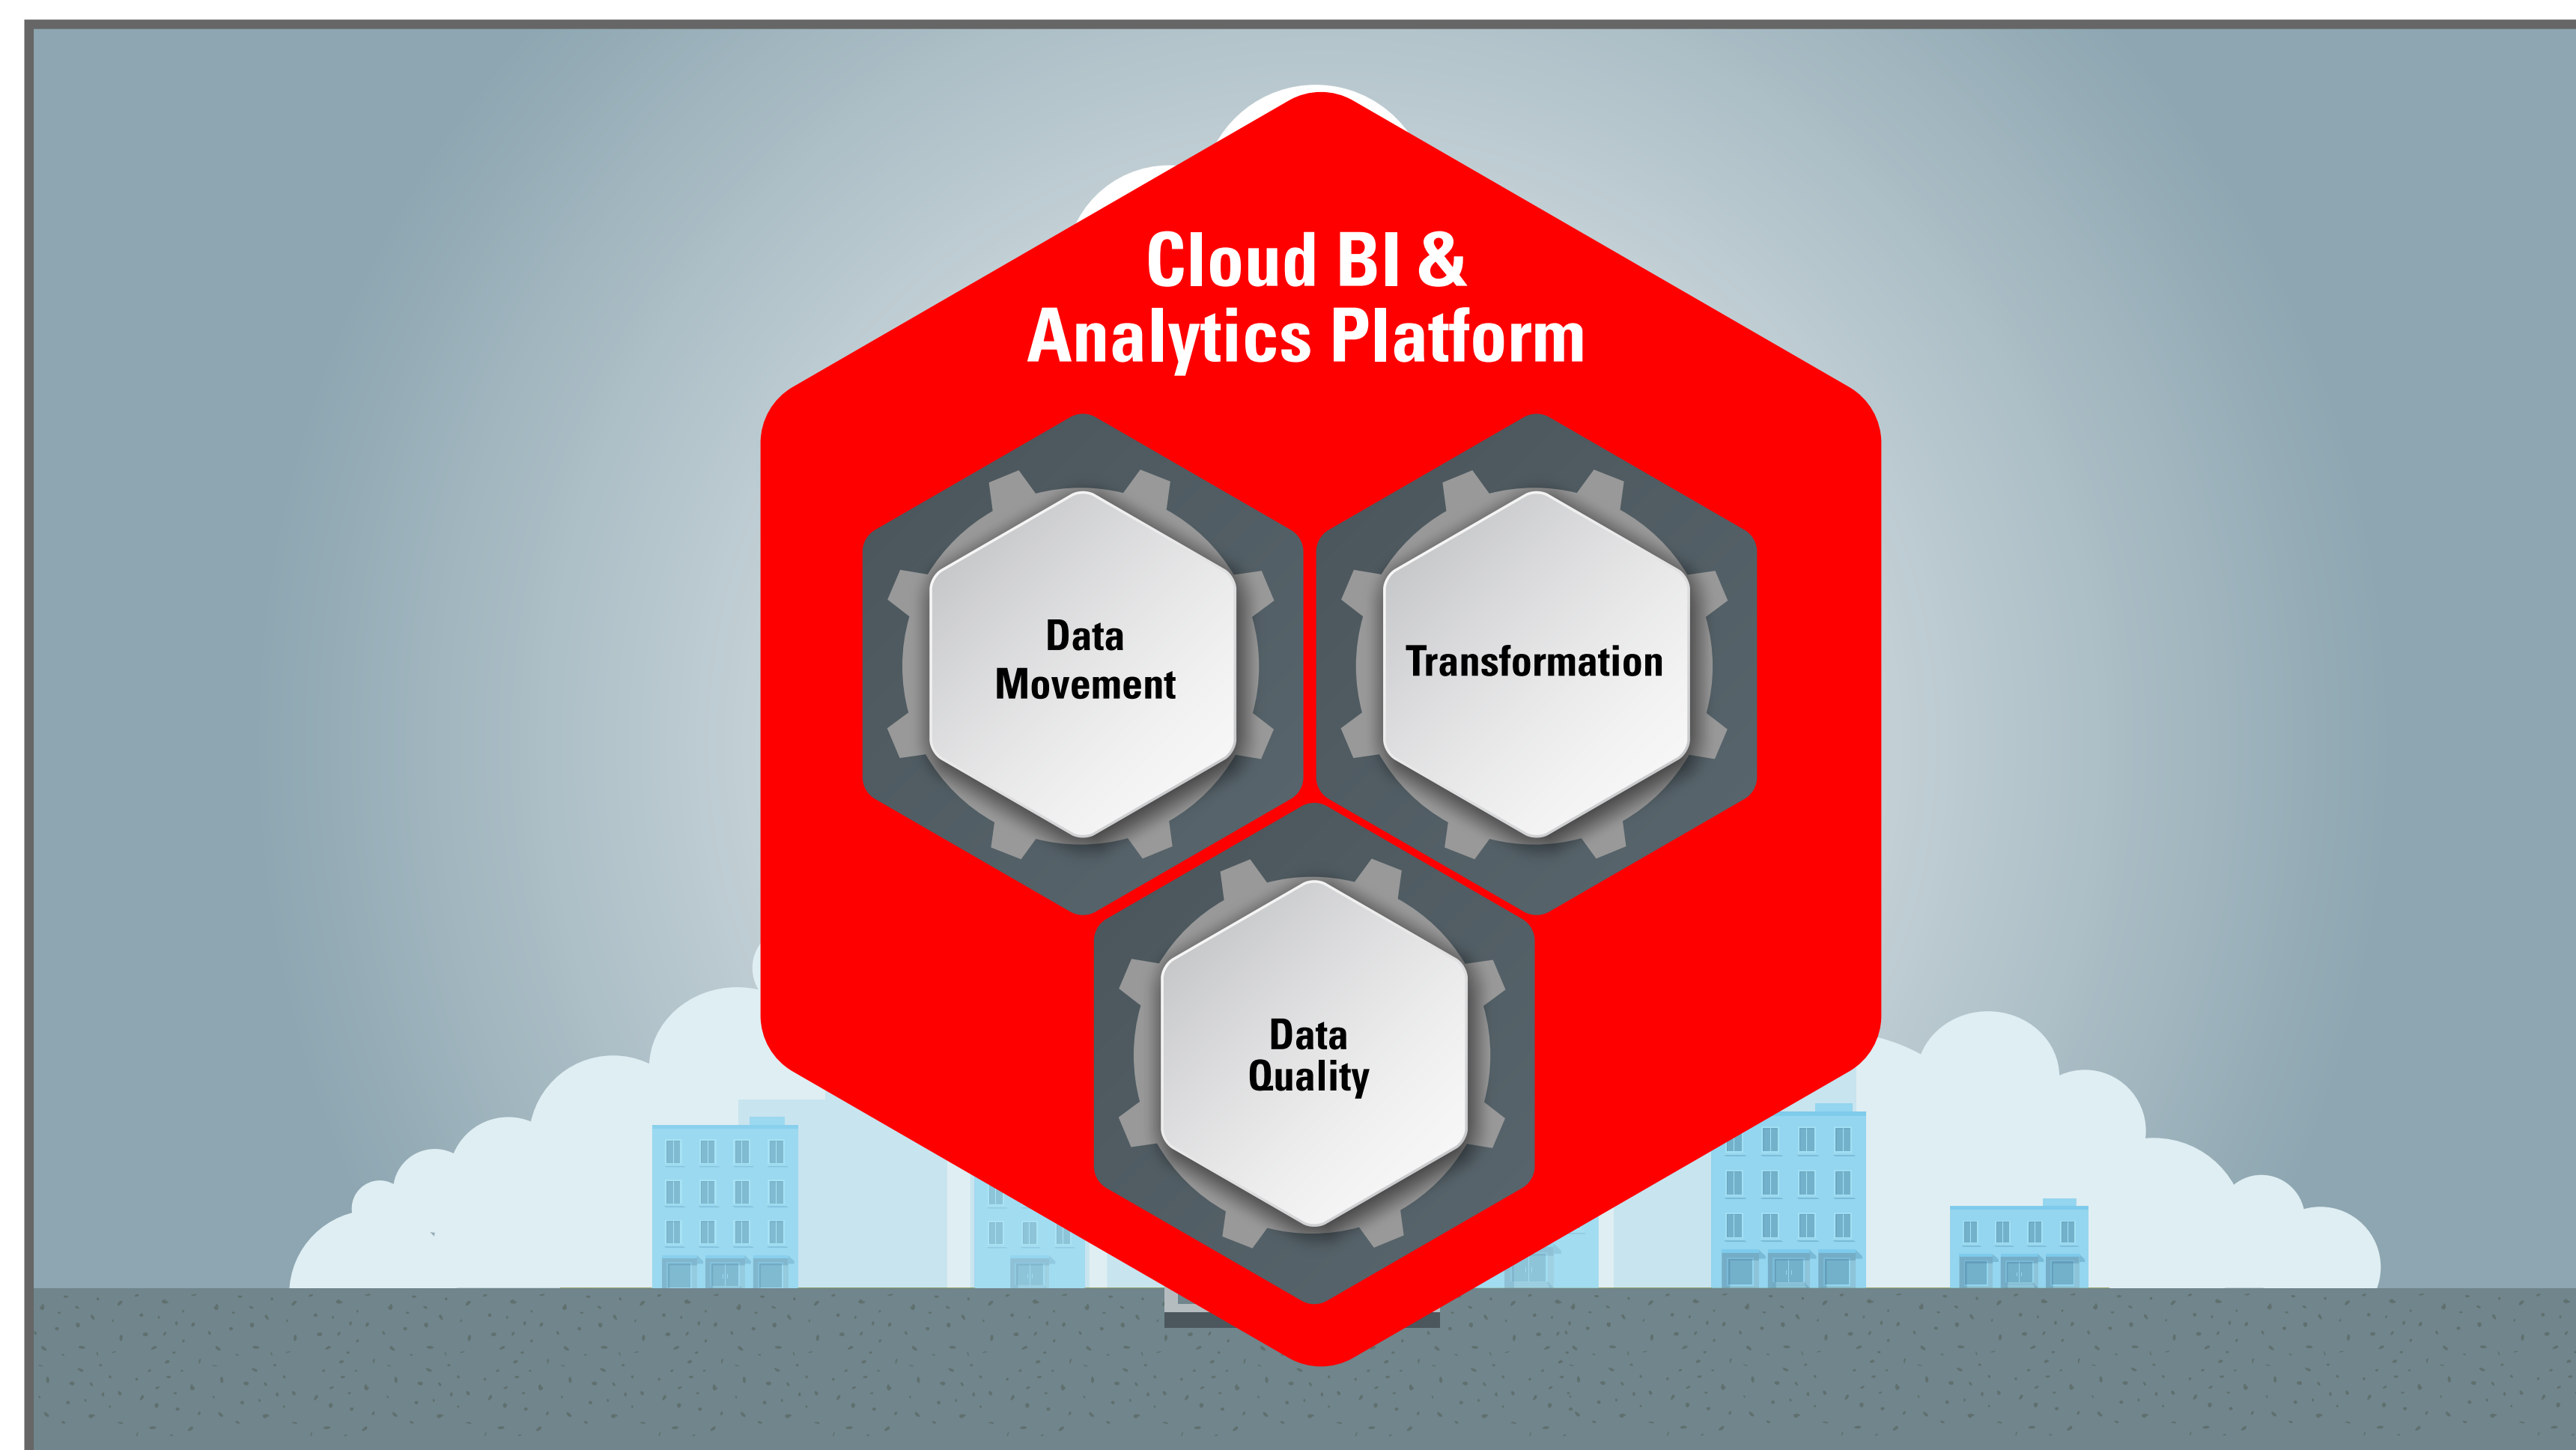 Cloud BI &
Analytics Platform
Data
Movement
Transformation
Data
Quality